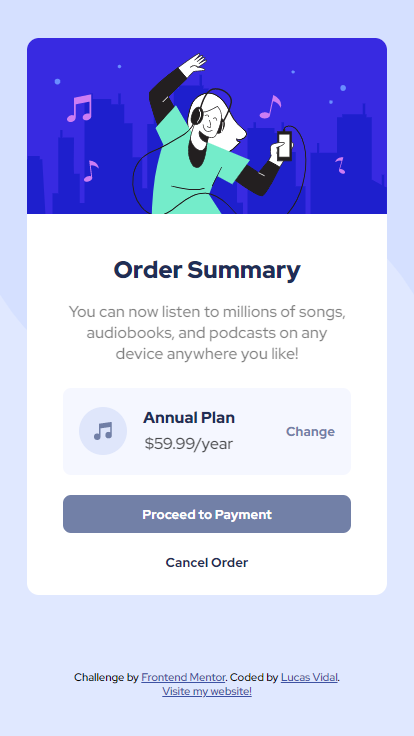 Order Summary
You can now listen to millions of songs,
audiobooks, and podcasts on any
device anywhere you like!
Annual Plan
$59.99/year
Change
Proceed to Payment
Cancel Order
Challenge by Frontend Mentor. Coded by Lucas Vidal.
Visite my website!